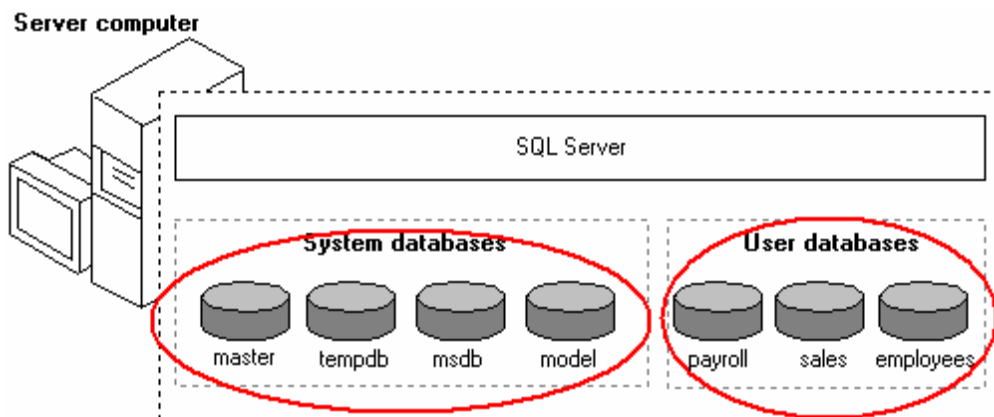 Server computer
SQL Server
System databases
User databases
master tempdb msdb model
payroll sales employees